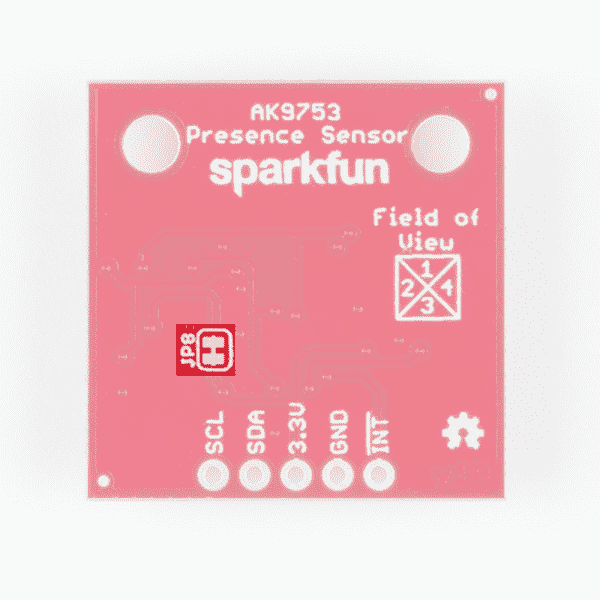 AK9753
Presence Sensor
sparkfun
Field of
View
1
2 4
3
JP8
SCL
SDA
3.3V
GND
INT